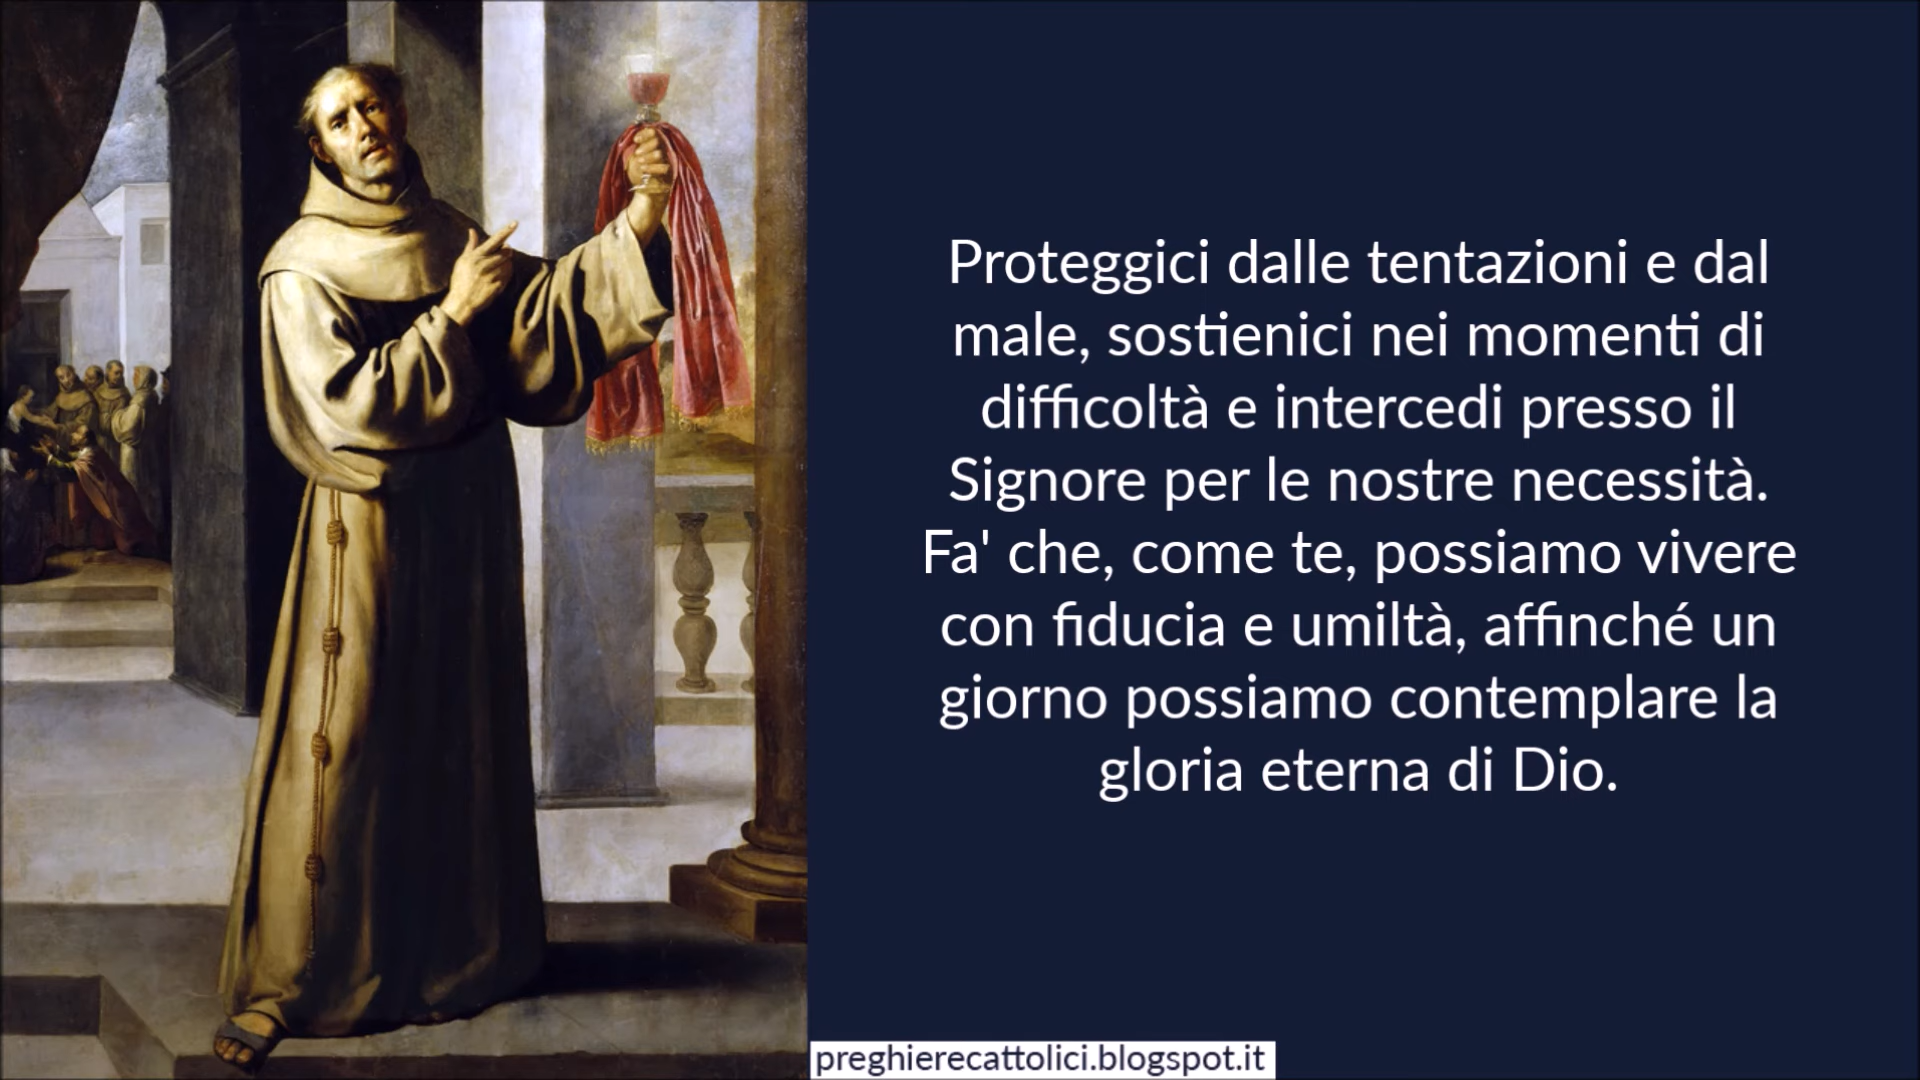 Proteggici dalle tentazioni e dal
male, sostienici nei momenti di
difficoltà e intercedi presso il
Signore per le nostre necessità.
Fa' che, come te, possiamo vivere
con fiducia e umiltà, affinché un
giorno possiamo contemplare la
gloria eterna di Dio.
preghierecattolici.blogspot.it